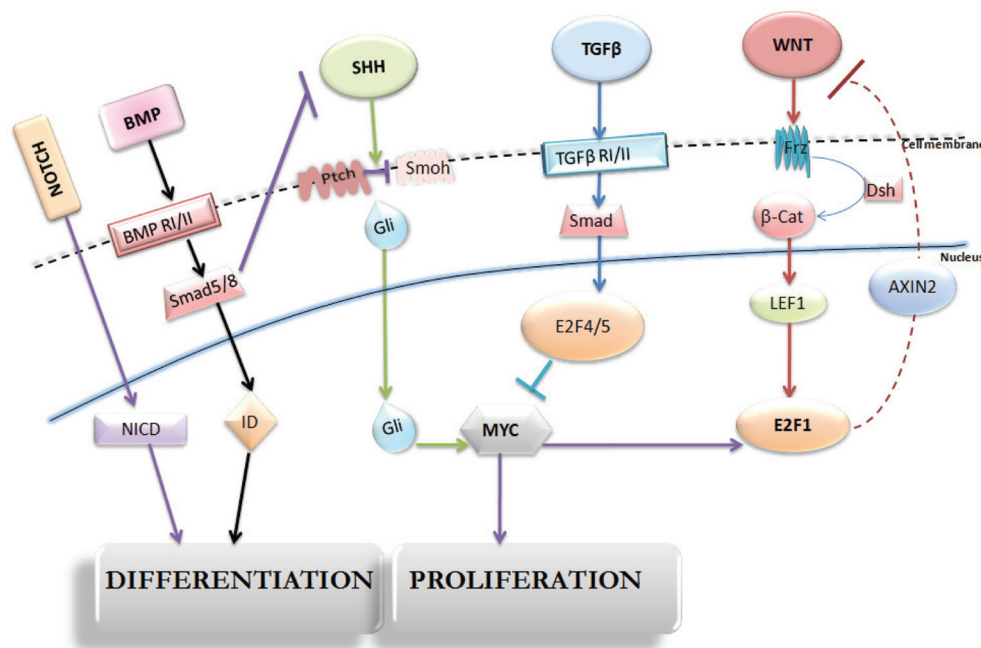 SHH
TGFβ
WNT
BMP
NOTCH
Ptch
Smoh
TGFβ RI/II
Frz
Cell membrane
Dsh
BMP RI/II
Gli
Smad
β-Cat
Nucleus
Smad5/8
LEF1
AXIN2
E2F4/5
NICD
ID
Gli
MYC
E2F1
DIFFERENTIATION
PROLIFERATION